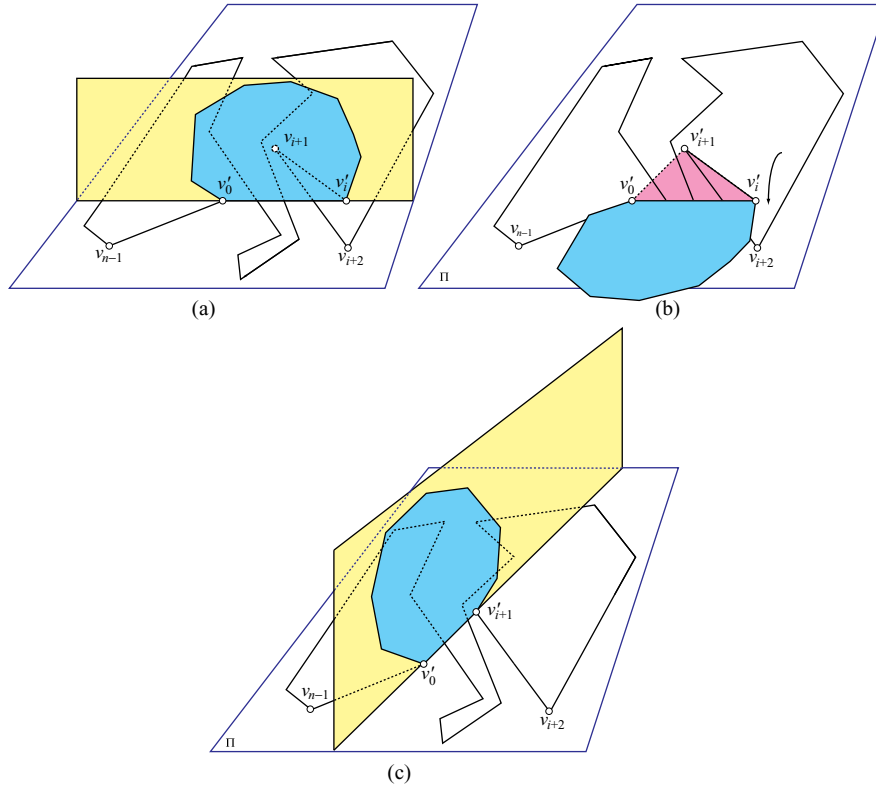 v_{i+1}
v′_0
v′_i
v_{n−1}
v_{i+2}
(a)
v′_{i+1}
v′_0
v′_i
v_{n−1}
v_{i+2}
Π
(b)
v′_{i+1}
v′_0
v_{n−1}
v_{i+2}
Π
(c)